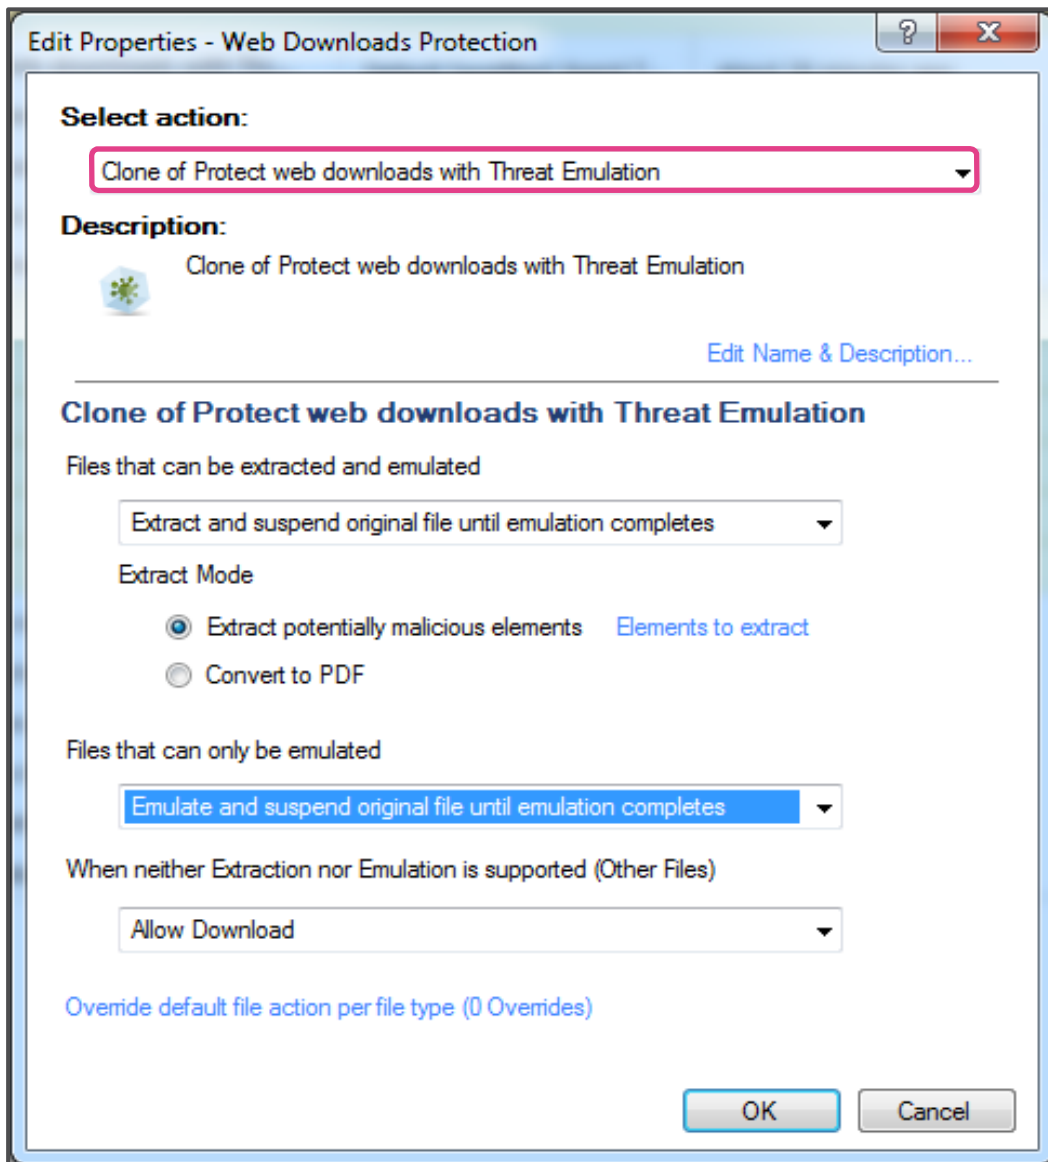 Edit Properties - Web Downloads Protection
Select action:
Clone of Protect web downloads with Threat Emulation
Description:
Clone of Protect web downloads with Threat Emulation
Edit Name & Description...
Clone of Protect web downloads with Threat Emulation
Files that can be extracted and emulated
Extract and suspend original file until emulation completes
Extract Mode
Extract potentially malicious elements Elements to extract
Convert to PDF
Files that can only be emulated
Emulate and suspend original file until emulation completes
When neither Extraction nor Emulation is supported (Other Files)
Allow Download
Override default file action per file type (0 Overrides)
OK Cancel